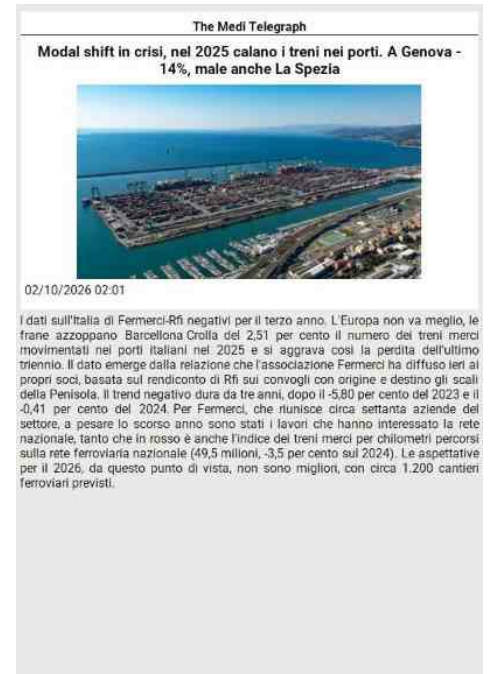 The Medi Telegraph
Modal shift in crisi, nel 2025 calano i treni nei porti. A Genova -
14%, male anche La Spezia
02/10/2026 02:01
I dati sull'Italia di Fermerci-Rfi negativi per il terzo anno. L'Europa non va meglio, le
frane azzoppano Barcellona Crolla del 2,51 per cento il numero dei treni merci
movimentati nei porti italiani nel 2025 e si aggrava così la perdita dell'ultimo
triennio. Il dato emerge dalla relazione che l'associazione Fermerci ha diffuso ieri ai
propri soci, basata sul rendiconto di Rfi sui convogli con origine e destino gli scali
della Penisola. Il trend negativo dura da tre anni, dopo il -5,80 per cento del 2023 e il
-0,41 per cento del 2024. Per Fermerci, che riunisce circa settanta aziende del
settore, a pesare lo scorso anno sono stati i lavori che hanno interessato la rete
nazionale, tanto che in rosso è anche l'indice dei treni merci per chilometri percorsi
sulla rete ferroviaria nazionale (49,5 milioni, -3,5 per cento sul 2024). Le aspettative
per il 2026, da questo punto di vista, non sono migliori, con circa 1.200 cantieri
ferroviari previsti.